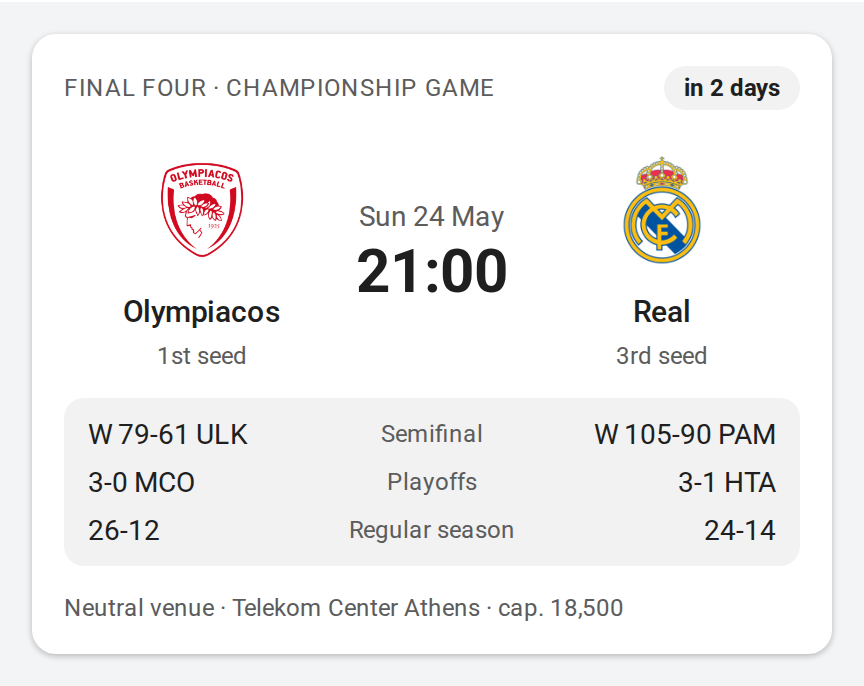 FINAL FOUR · CHAMPIONSHIP GAME
in 2 days
OLYMPIACOS
BASKETBALL
1925
Sun 24 May
21:00
Olympiacos
Real
1st seed
3rd seed
W 79-61 ULK Semifinal W 105-90 PAM
3-0 MCO Playoffs 3-1 HTA
26-12 Regular season 24-14
Neutral venue · Telekom Center Athens · cap. 18,500